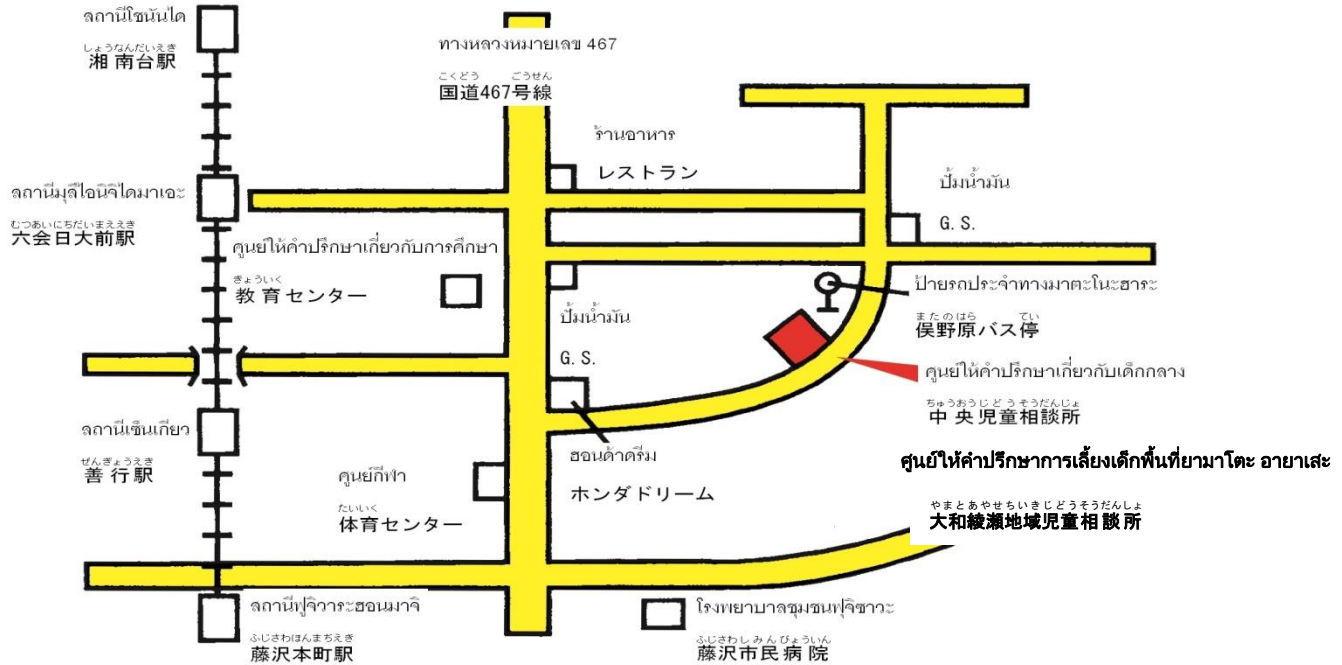 สถานีโชนันได
しょうなんだいえき
湘南台駅
ทางหลวงหมายเลข 467
こくどう ごうせん
国道467号線
ร้านอาหาร
レストラン
ปั้มน้ำมัน
G.S.
สถานีมุสึไอนิจิไดมาเอะ
むつあいにちだいまええき
六会日大前駅
ศูนย์ให้คำปรึกษาเกี่ยวกับการศึกษา
きょういく
教育センター
ปั้มน้ำมัน
G.S.
ป้ายรถประจำทางมาตะโนะฮาระ
またのはら てい
俣野原バス停
ศูนย์ให้คำปรึกษาเกี่ยวกับเด็กกลาง
ちゅうおうじどうそうだんじょ
中央児童相談所
สถานีเซ็นเกียว
ぜんぎょうえき
善行駅
ฮอนด้าดรีม
ホンダドリーム
ศูนย์กีฬา
たいいく
体育センター
ศูนย์ให้คำปรึกษาการเลี้ยงเด็กพื้นที่ยามาโตะ อายาเสะ
やまとあやせちいきじどうそうだんしょ
大和綾瀬地域児童相談所
สถานีฟูจิวาระฮอนมาจิ
ふじさわほんまちえき
藤沢本町駅
โรงพยาบาลชุมชนฟุจิซาวะ
ふじさわしみんびょういん
藤沢市民病院